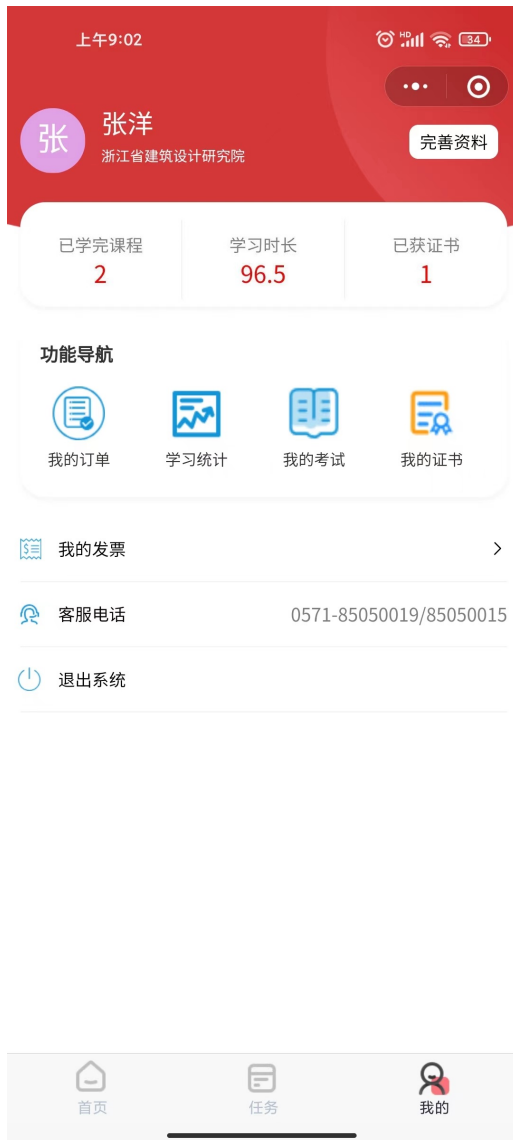 上午9:02
HD
34
张
张洋
浙江省建筑设计研究院
完善资料
已学完课程
学习时长
已获证书
2
96.5
1
功能导航
我的订单
学习统计
我的考试
我的证书
我的发票
客服电话
0571-85050019/85050015
退出系统
首页
任务
我的